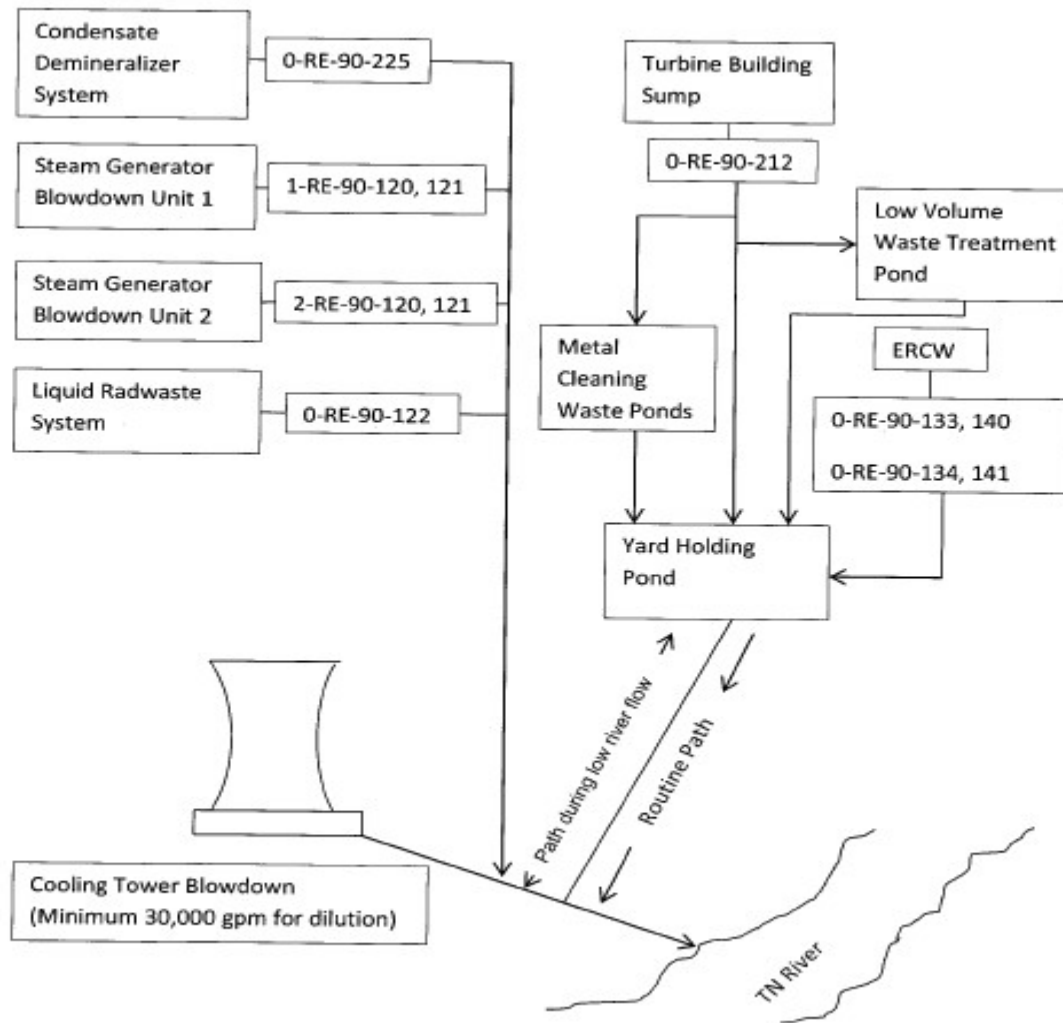 Condensate
Demineralizer
System
0-RE-90-225
Steam Generator
Blowdown Unit 1
1-RE-90-120, 121
Steam Generator
Blowdown Unit 2
2-RE-90-120, 121
Liquid Radwaste
System
0-RE-90-122
Turbine Building
Sump
0-RE-90-212
Low Volume
Waste Treatment
Pond
Metal
Cleaning
Waste Ponds
ERCW
0-RE-90-133, 140
0-RE-90-134, 141
Yard Holding
Pond
Path during low river flow
Routine Path
Cooling Tower Blowdown
(Minimum 30,000 gpm for dilution)
TN River